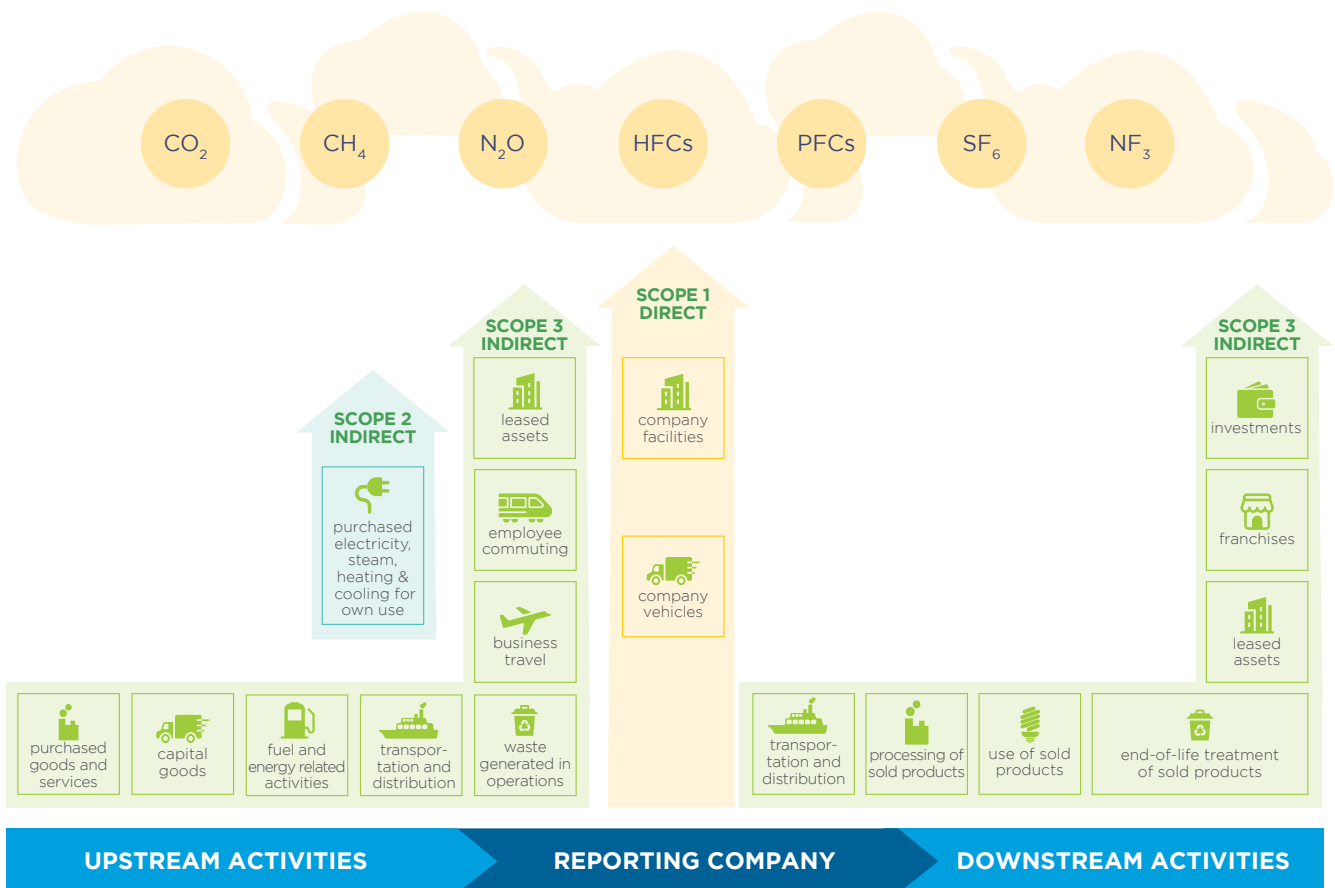 CO₂
CH₄
N₂O
HFCs
PFCs
SF₆
NF₃
SCOPE 2
INDIRECT
purchased
electricity,
steam,
heating &
cooling for
own use
SCOPE 3
INDIRECT
leased
assets
employee
commuting
business
travel
purchased
goods and
services
capital
goods
fuel and
energy related
activities
transpor-
tation and
distribution
waste
generated in
operations
SCOPE 1
DIRECT
company
facilities
company
vehicles
SCOPE 3
INDIRECT
investments
franchises
leased
assets
transpor-
tation and
distribution
processing of
sold products
use of sold
products
end-of-life treatment
of sold products
UPSTREAM ACTIVITIES
REPORTING COMPANY
DOWNSTREAM ACTIVITIES